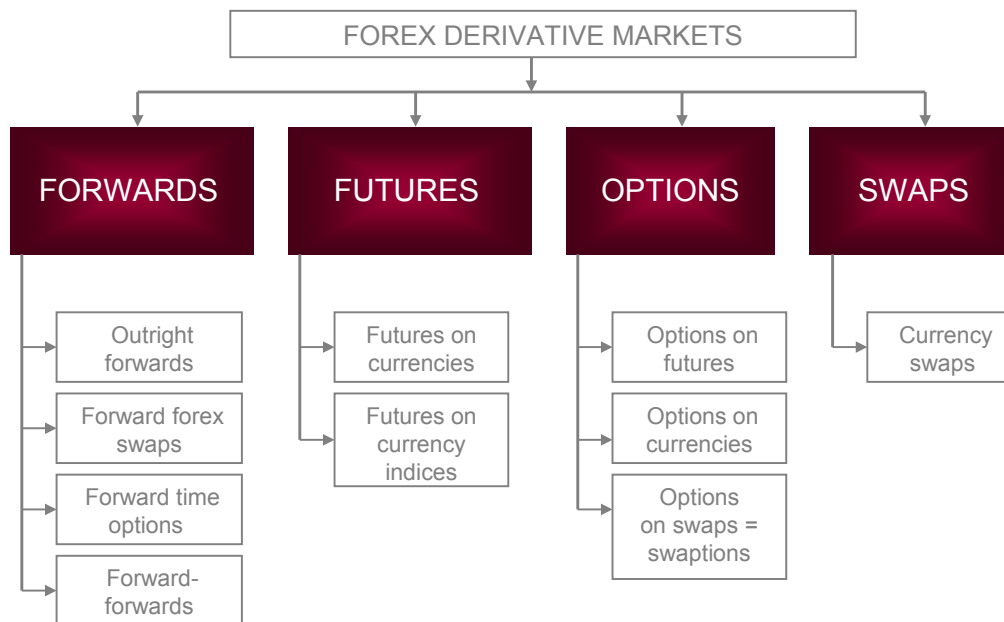 FOREX DERIVATIVE MARKETS
FORWARDS
FUTURES
OPTIONS
SWAPS
Outright
forwards
Forward forex
swaps
Forward time
options
Forward-
forwards
Futures on
currencies
Futures on
currency
indices
Options on
futures
Options on
currencies
Options
on swaps =
swaptions
Currency
swaps